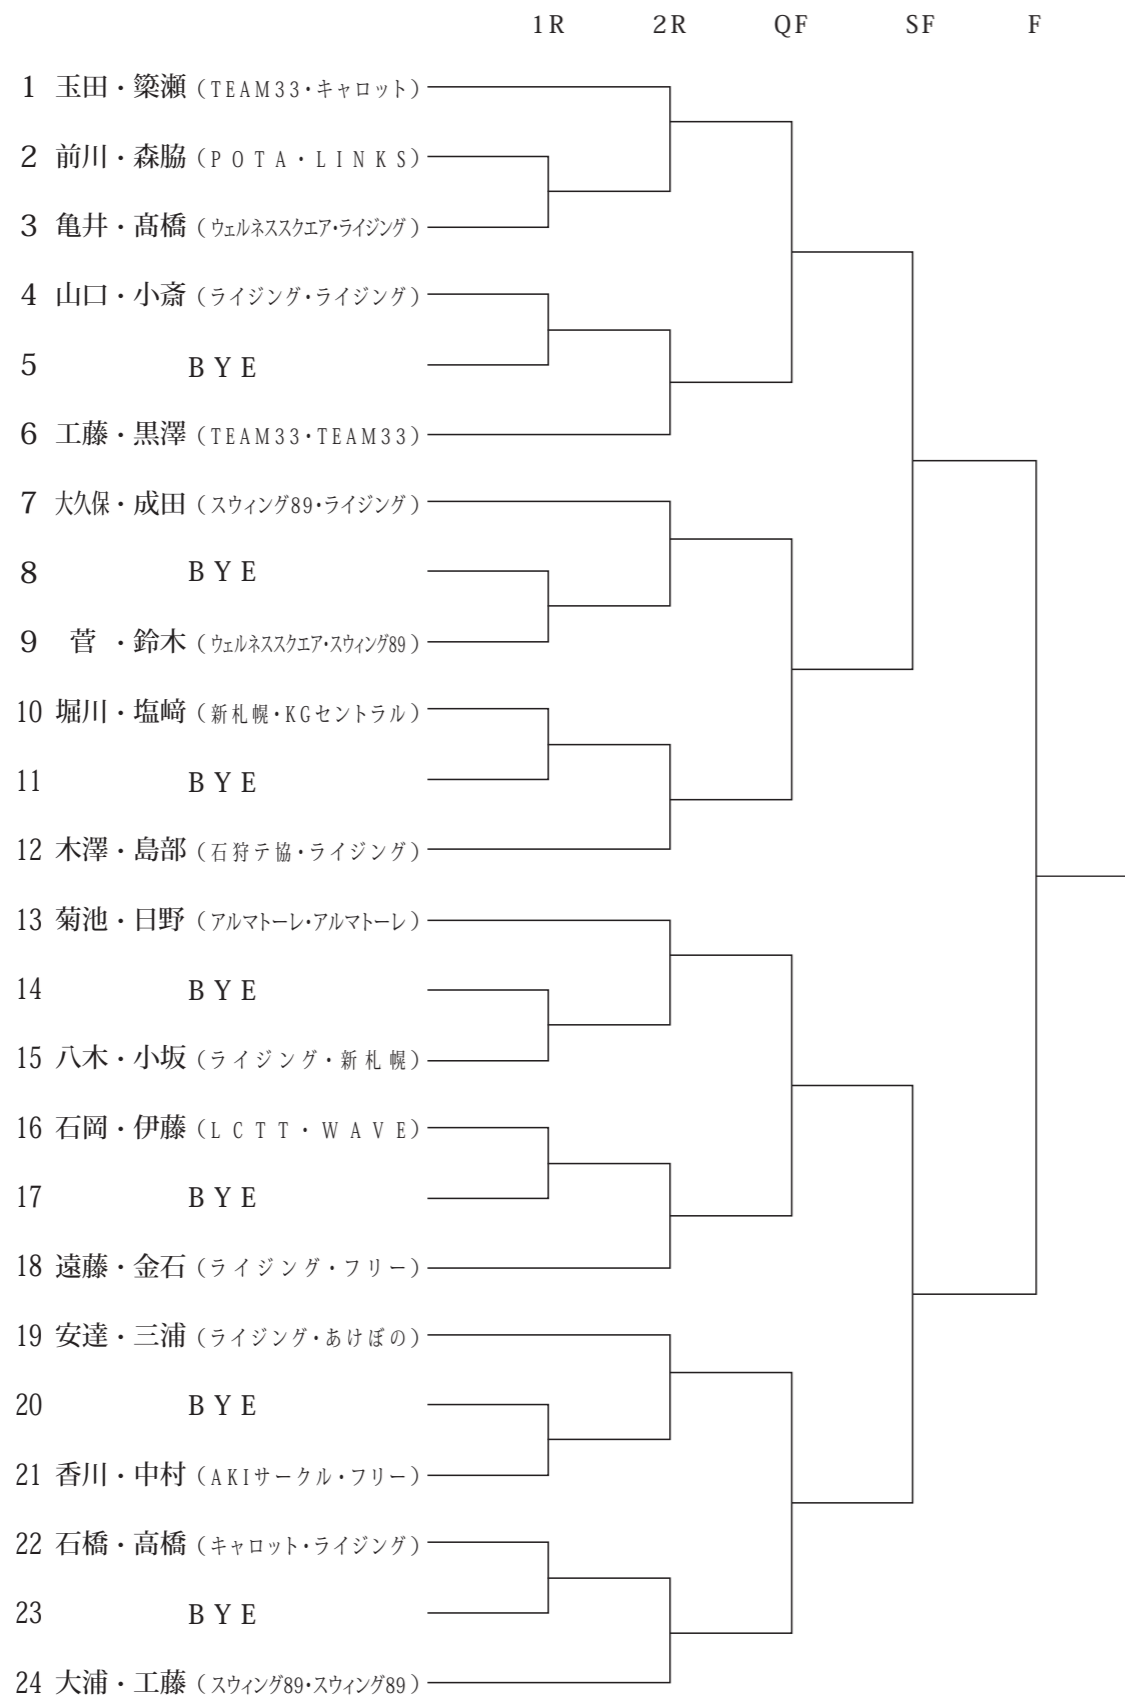 1R 2R QF SF F
1 玉田・簗瀬（TEAM33・キャロット）
2 前川・森脇（POTA・LINKS）
3 亀井・髙橋（ウェルネススクエア・ライジング）
4 山口・小斎（ライジング・ライジング）
5 BYE
6 工藤・黒澤（TEAM33・TEAM33）
7 大久保・成田（スウィング89・ライジング）
8 BYE
9 菅・鈴木（ウェルネススクエア・スウィング89）
10 堀川・塩﨑（新札幌・KGセントラル）
11 BYE
12 木澤・島部（石狩テ協・ライジング）
13 菊池・日野（アルマトーレ・アルマトーレ）
14 BYE
15 八木・小坂（ライジング・新札幌）
16 石岡・伊藤（LCTT・WAVE）
17 BYE
18 遠藤・金石（ライジング・フリー）
19 安達・三浦（ライジング・あけぼの）
20 BYE
21 香川・中村（AKIサークル・フリー）
22 石橋・高橋（キャロット・ライジング）
23 BYE
24 大浦・工藤（スウィング89・スウィング89）